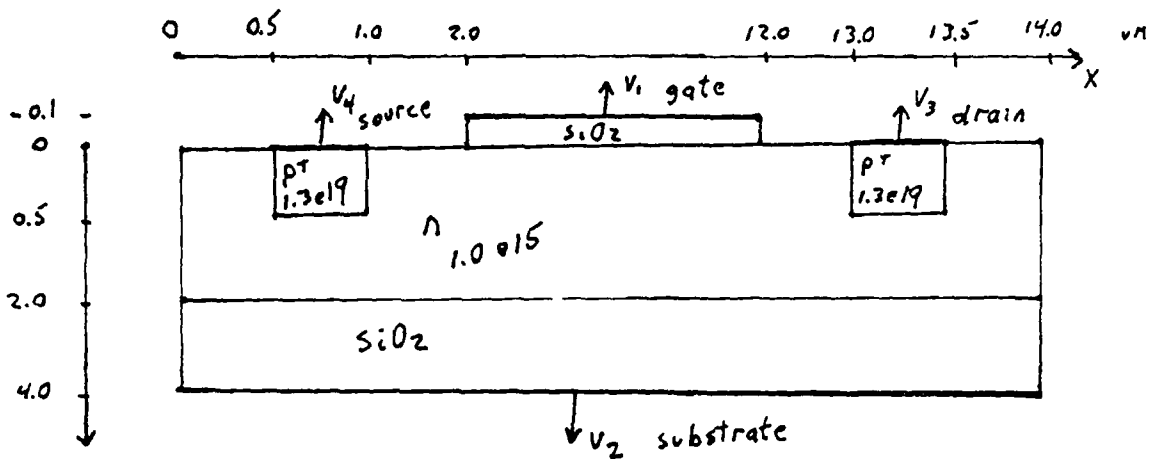 0 0.5 1.0 2.0 12.0 13.0 13.5 14.0 uM
X
-0.1 V4 source V1 gate V3 drain
0 SiO2
p+ p+
1.3e19 1.3e19
0.5 n
1.0 e15
2.0
SiO2
4.0
V2 substrate